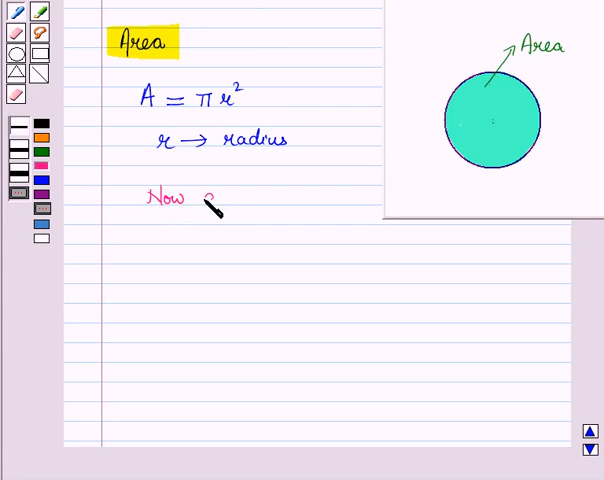 Area
A = πr²
r → radius
Now
Area